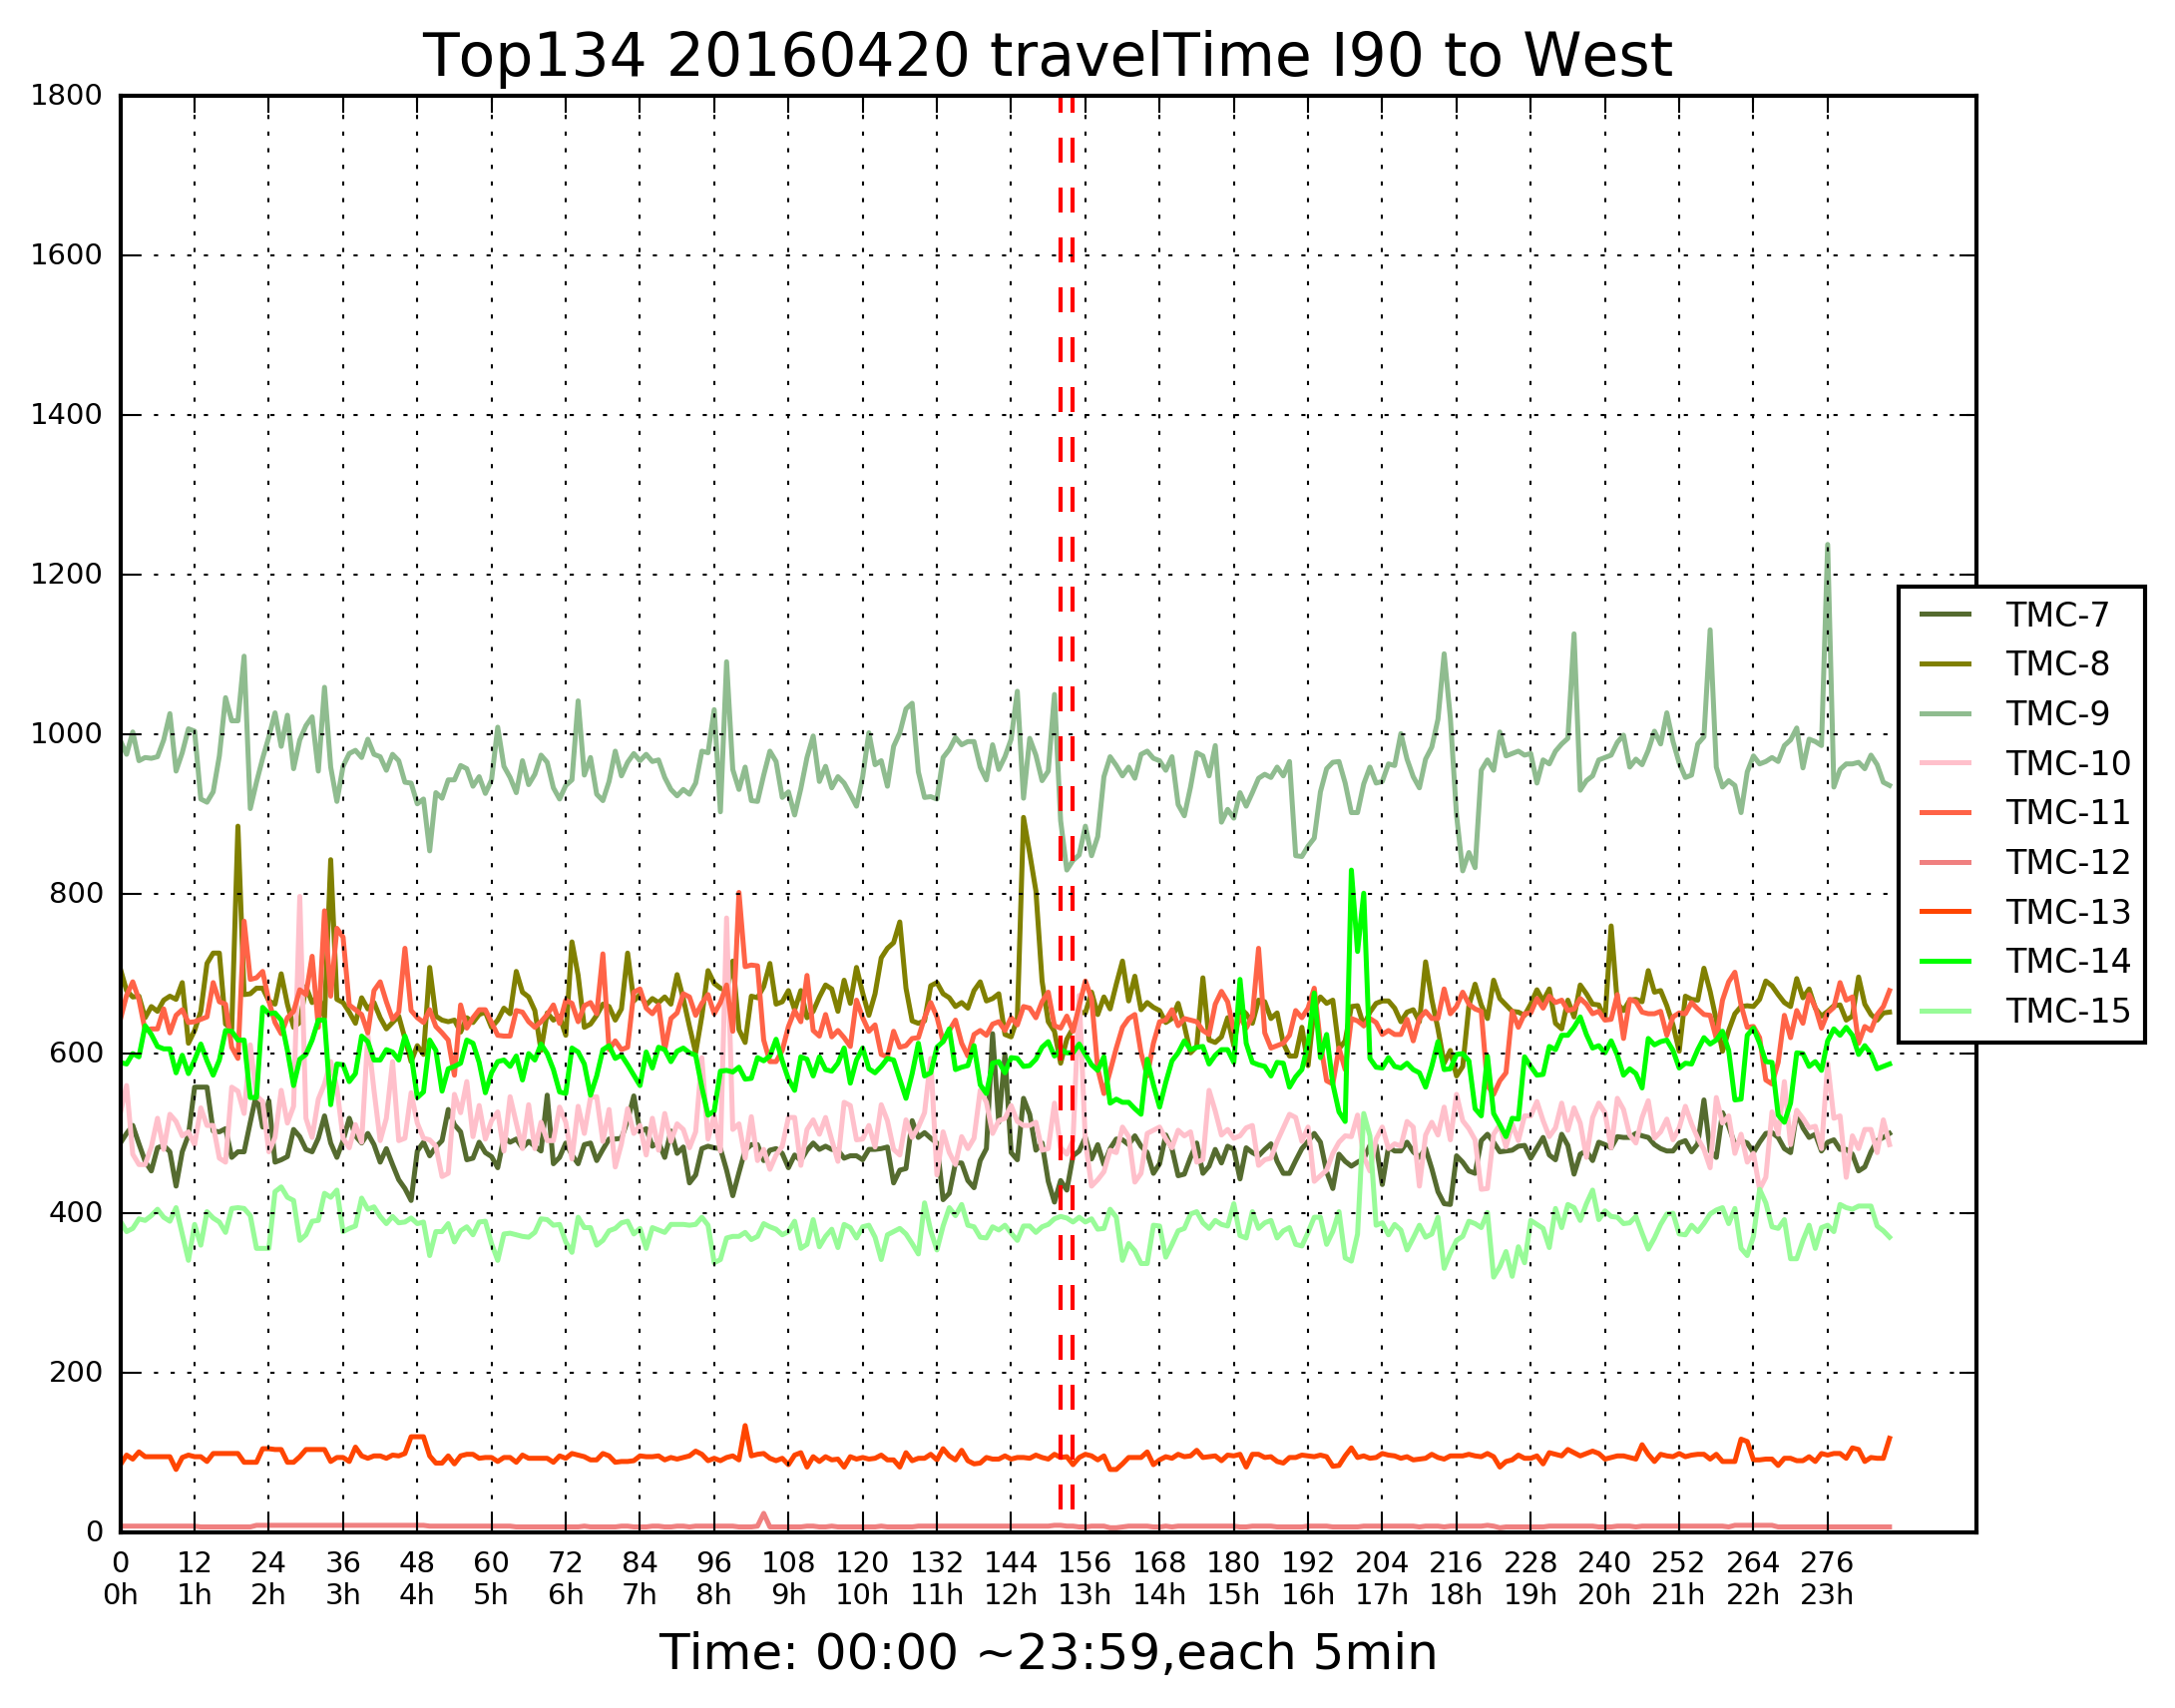 Top134 20160420 travelTime I90 to West
1800
1600
1400
1200
1000
800
600
400
200
0
TMC-7
TMC-8
TMC-9
TMC-10
TMC-11
TMC-12
TMC-13
TMC-14
TMC-15
0 12 24 36 48 60 72 84 96 108 120 132 144 156 168 180 192 204 216 228 240 252 264 276
0h 1h 2h 3h 4h 5h 6h 7h 8h 9h 10h 11h 12h 13h 14h 15h 16h 17h 18h 19h 20h 21h 22h 23h
Time: 00:00 ~23:59,each 5min